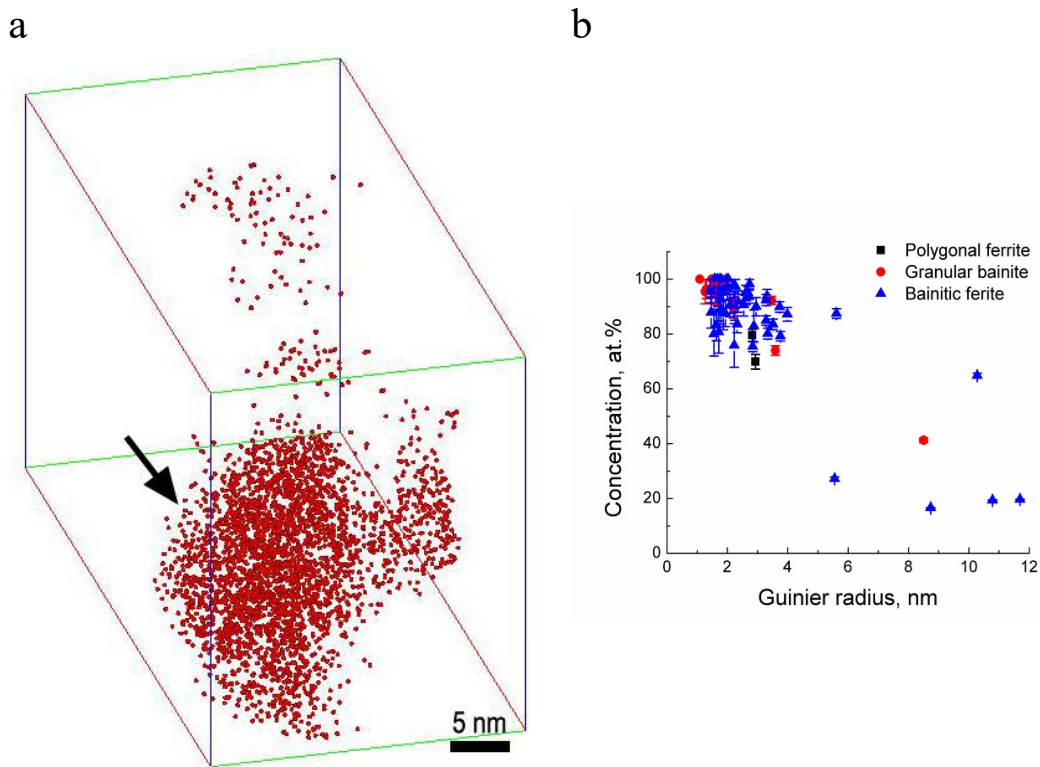 a
b
5 nm
Polygonal ferrite
Granular bainite
Bainitic ferite
Concentration, at.%
100
80
60
40
20
0
0 2 4 6 8 10 12
Guinier radius, nm